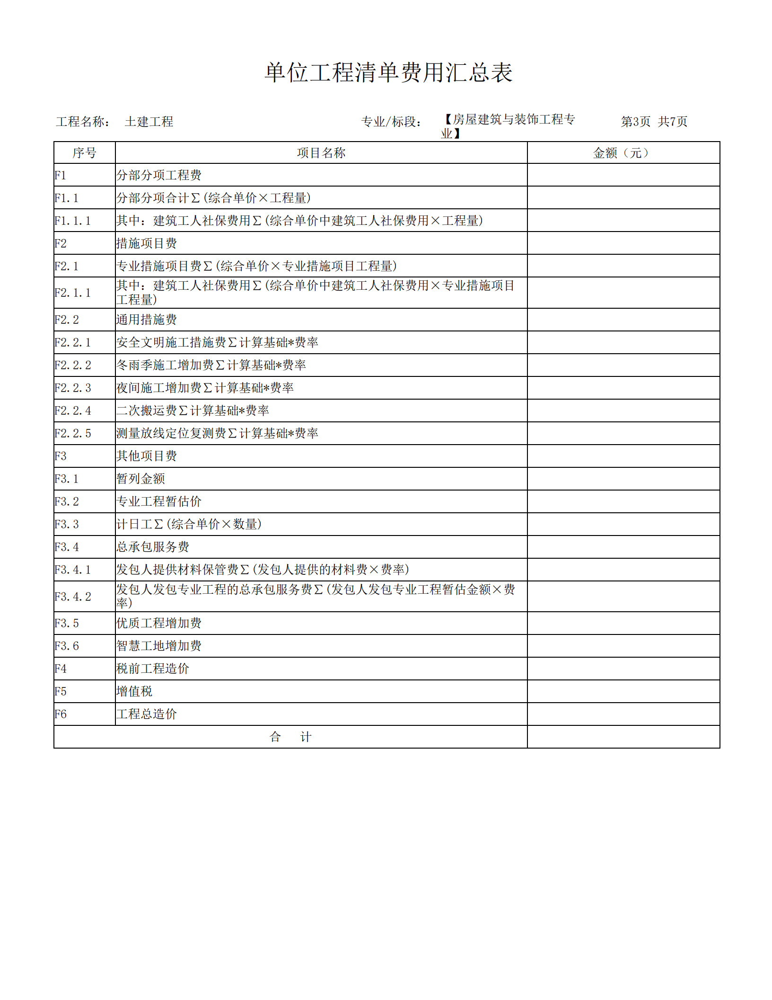 单位工程清单费用汇总表
工程名称： 土建工程 专业/标段： 【房屋建筑与装饰工程专
业】 第3页 共7页
序号 项目名称 金额（元）
F1 分部分项工程费
F1.1 分部分项合计∑(综合单价×工程量)
F1.1.1 其中：建筑工人社保费用∑(综合单价中建筑工人社保费用×工程量)
F2 措施项目费
F2.1 专业措施项目费∑(综合单价×专业措施项目工程量)
F2.1.1 其中：建筑工人社保费用∑(综合单价中建筑工人社保费用×专业措施项目
工程量)
F2.2 通用措施费
F2.2.1 安全文明施工措施费∑计算基础*费率
F2.2.2 冬雨季施工增加费∑计算基础*费率
F2.2.3 夜间施工增加费∑计算基础*费率
F2.2.4 二次搬运费∑计算基础*费率
F2.2.5 测量放线定位复测费∑计算基础*费率
F3 其他项目费
F3.1 暂列金额
F3.2 专业工程暂估价
F3.3 计日工∑(综合单价×数量)
F3.4 总承包服务费
F3.4.1 发包人提供材料保管费∑(发包人提供的材料费×费率)
F3.4.2 发包人发包专业工程的总承包服务费∑(发包人发包专业工程暂估金额×费
率)
F3.5 优质工程增加费
F3.6 智慧工地增加费
F4 税前工程造价
F5 增值税
F6 工程总造价
合 计